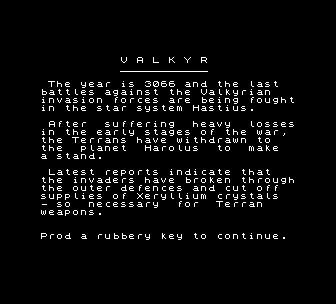 V A L K Y R
The year is 3066 and the last
battles against the Valkyrian
invasion forces are being fought
in the star system Hastius.
After suffering heavy losses
in the early stages of the war,
the Terrans have withdrawn to
the planet Harolus to make
a stand.
Latest reports indicate that
the invaders have broken through
the outer defences and cut off
supplies of Xeryllium crystals
- so necessary for Terran
weapons.
Prod a rubbery key to continue.